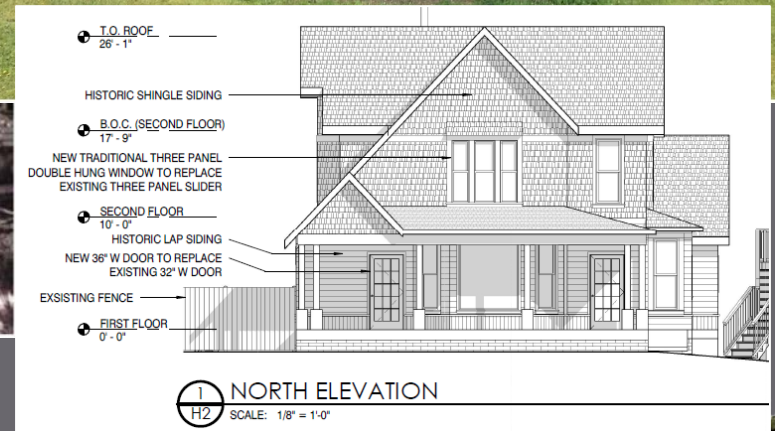 T.O. ROOF
26' - 1"
HISTORIC SHINGLE SIDING
B.O.C. (SECOND FLOOR)
17' - 9"
NEW TRADITIONAL THREE PANEL
DOUBLE HUNG WINDOW TO REPLACE
EXISTING THREE PANEL SLIDER
SECOND FLOOR
10' - 0"
HISTORIC LAP SIDING
NEW 36" W DOOR TO REPLACE
EXISTING 32" W DOOR
EXSISTING FENCE
FIRST FLOOR
0' - 0"
1
H2
NORTH ELEVATION
SCALE: 1/8" = 1'-0"